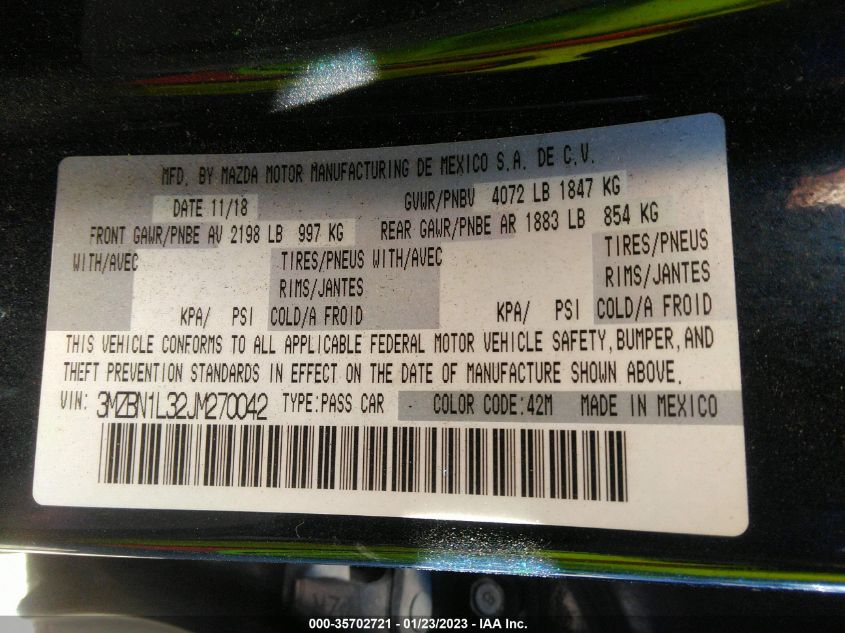 MFD. BY MAZDA MOTOR MANUFACTURING DE MEXICO S.A. DE C.V.
DATE 11/18 GVWR/PNBV 4072 LB 1847 KG
FRONT GAWR/PNBE AV 2198 LB 997 KG REAR GAWR/PNBE AR 1883 LB 854 KG
WITH/AVEC TIRES/PNEUS WITH/AVEC TIRES/PNEUS
RIMS/JANTES RIMS/JANTES
KPA/ PSI COLD/A FROID KPA/ PSI COLD/A FROID
THIS VEHICLE CONFORMS TO ALL APPLICABLE FEDERAL MOTOR VEHICLE SAFETY, BUMPER, AND
THEFT PREVENTION STANDARDS IN EFFECT ON THE DATE OF MANUFACTURE SHOWN ABOVE.
VIN: 3MZBN1L32JM270042 TYPE:PASS CAR COLOR CODE:42M MADE IN MEXICO
000-35702721 - 01/23/2023 - IAA Inc.